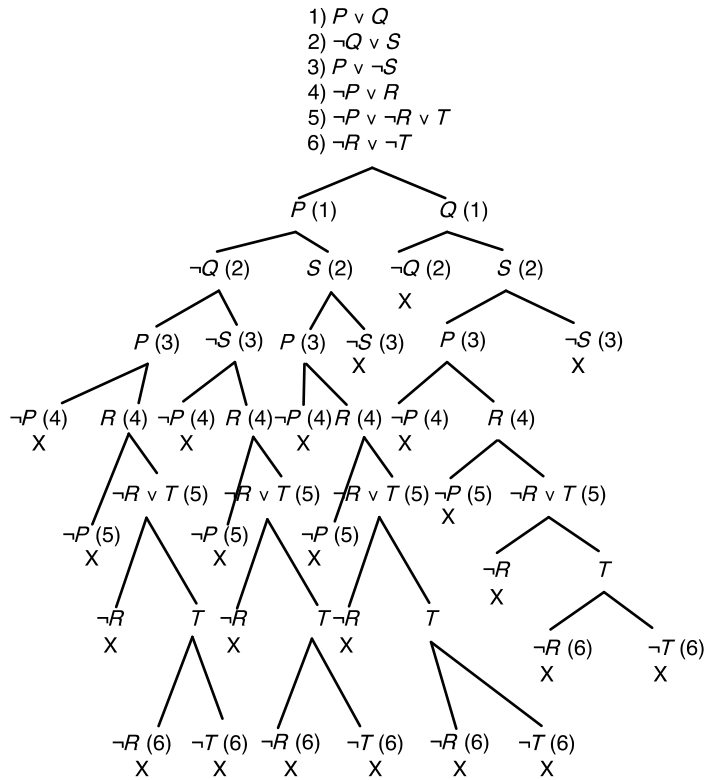 1) P ∨ Q
2) ¬Q ∨ S
3) P ∨ ¬S
4) ¬P ∨ R
5) ¬P ∨ ¬R ∨ T
6) ¬R ∨ ¬T
P (1) Q (1)
¬Q (2) S (2) ¬Q (2) S (2)
X
P (3) ¬S (3) P (3) ¬S (3) P (3) ¬S (3)
X X
¬P (4) R (4) ¬P (4) R (4) ¬P (4) R (4) ¬P (4) R (4)
X X X X
¬R ∨ T (5) ¬R ∨ T (5) ¬R ∨ T (5) ¬P (5) ¬R ∨ T (5)
X
¬P (5) ¬P (5) ¬P (5)
X X X
¬R T
X
¬R T ¬R T ¬R T
X X X
¬R (6) ¬T (6)
X X
¬R (6) ¬T (6) ¬R (6) ¬T (6) ¬R (6) ¬T (6)
X X X X X X